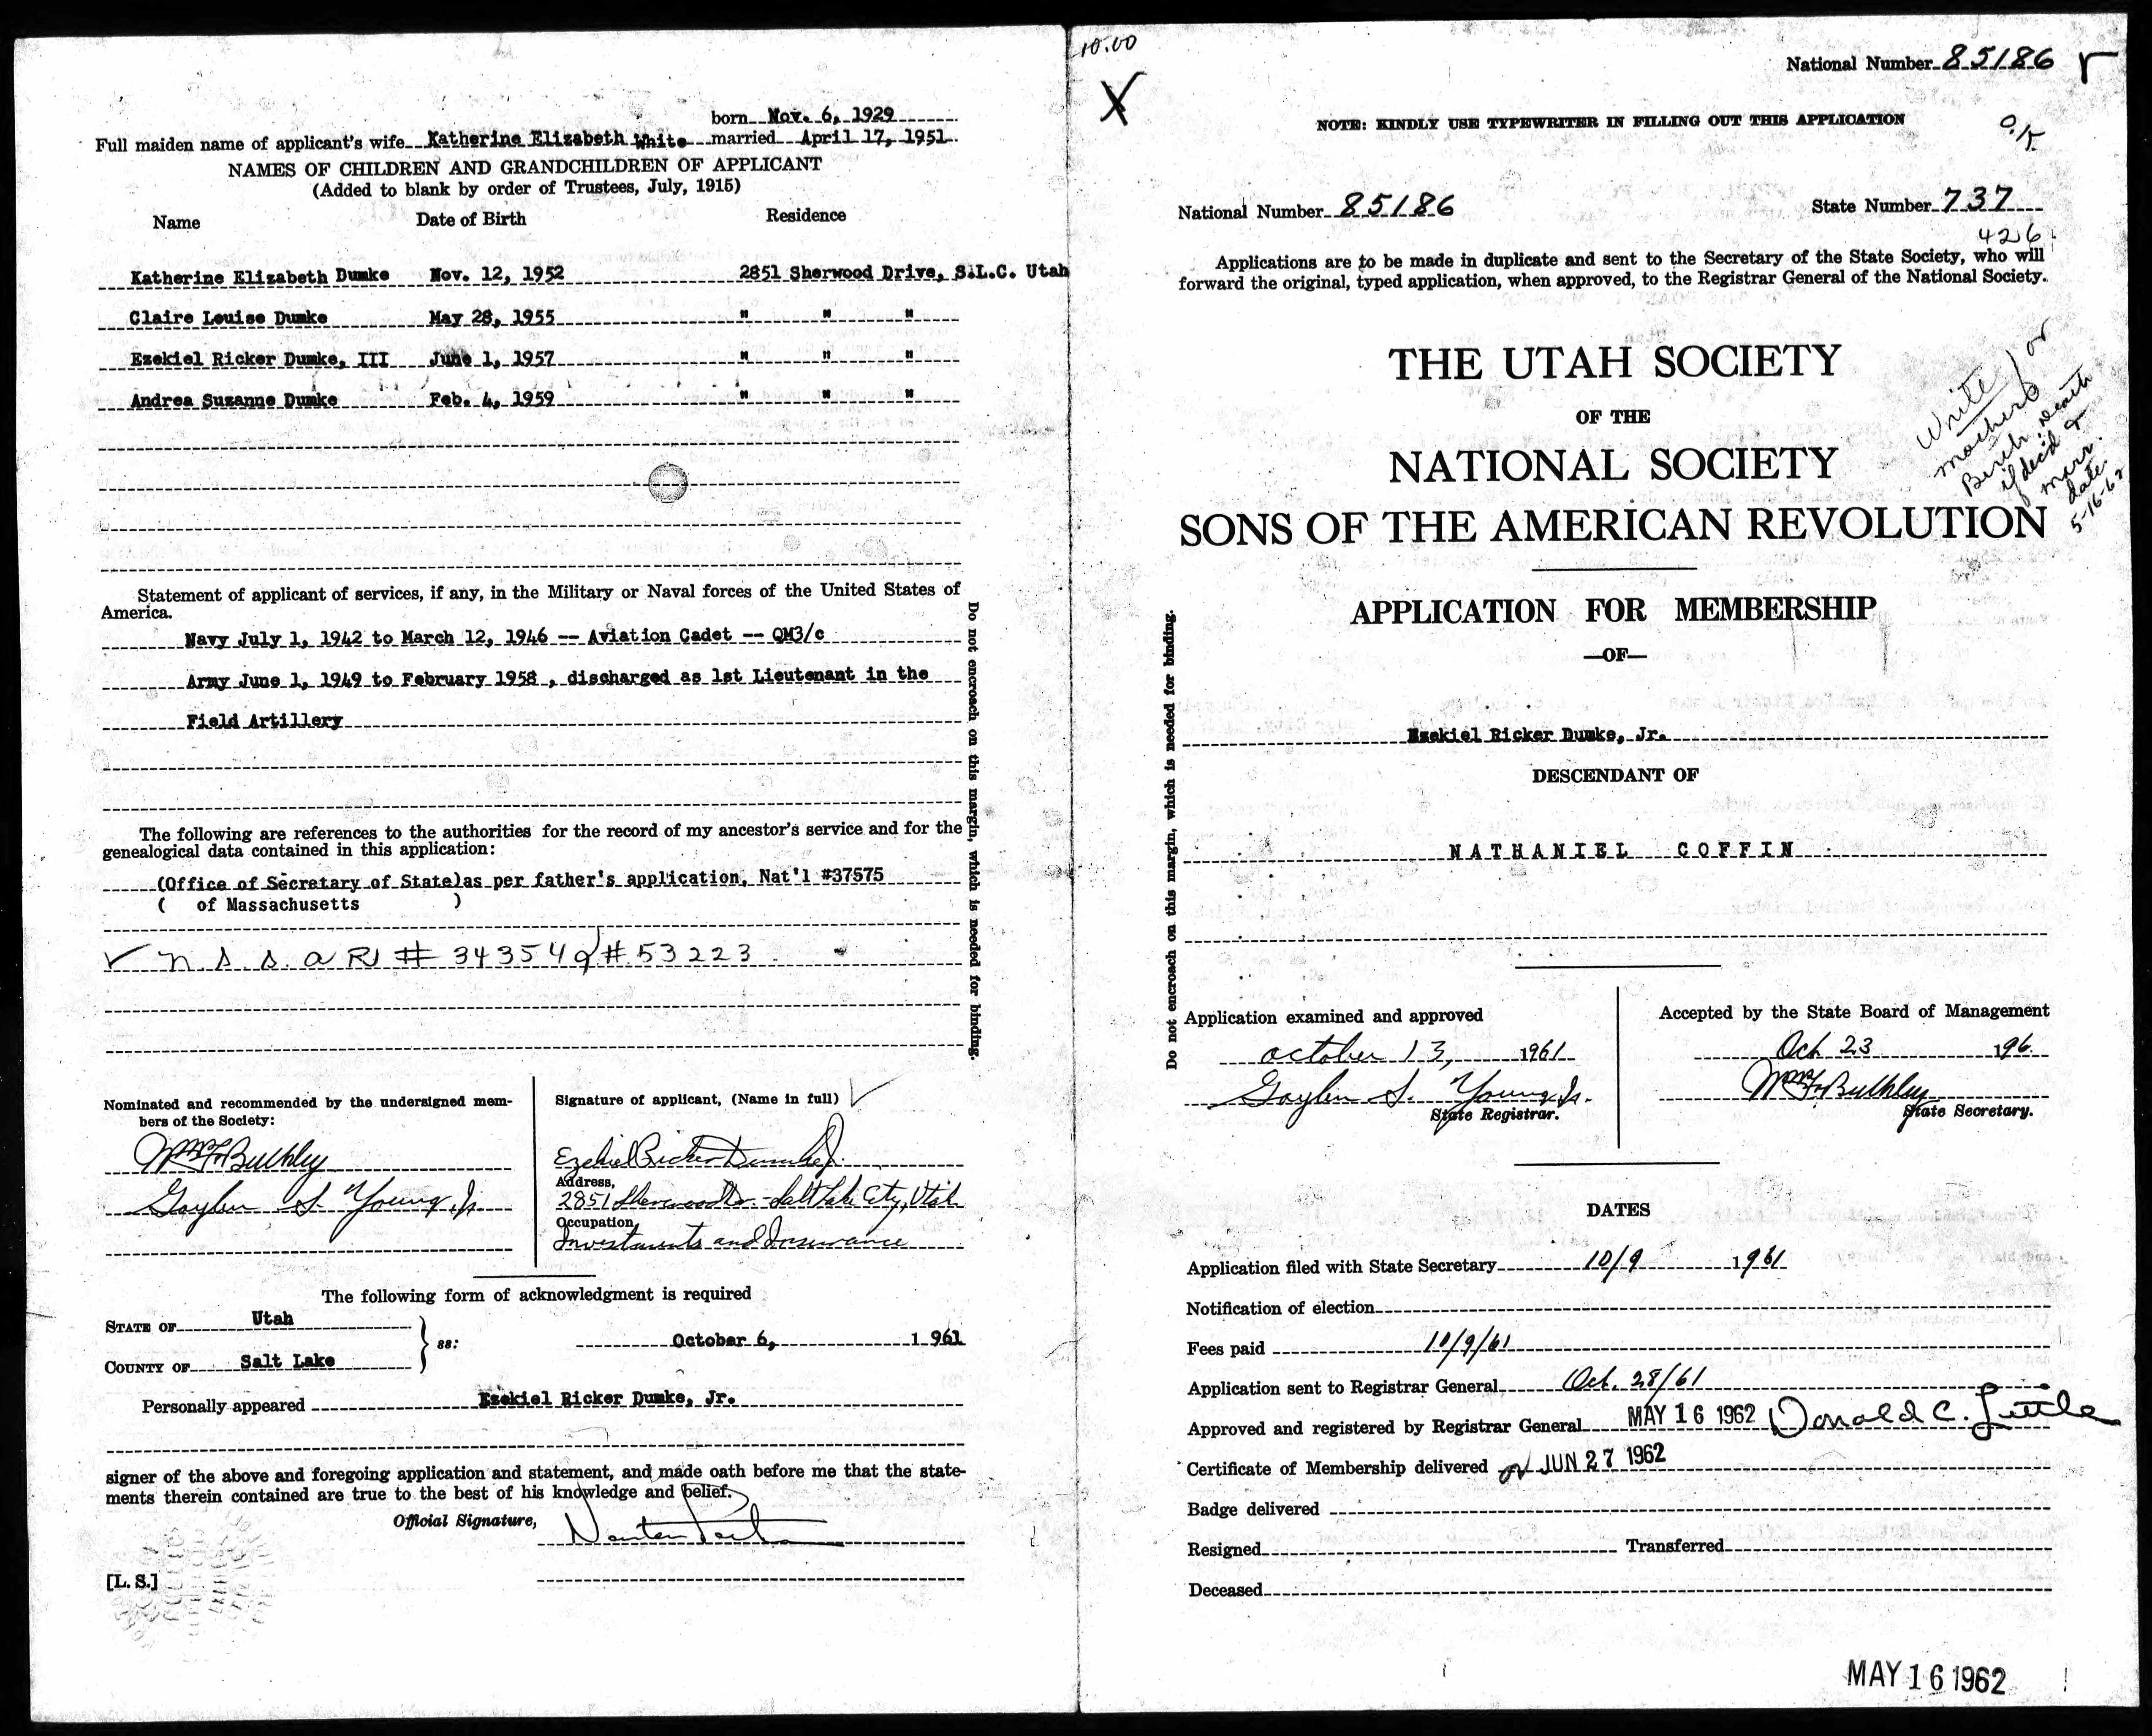 born Nov. 6, 1929
Full maiden name of applicant's wife Katherine Elizabeth White married April 17, 1951
NAMES OF CHILDREN AND GRANDCHILDREN OF APPLICANT
(Added to blank by order of Trustees, July, 1915)
Name Date of Birth Residence
Katherine Elizabeth Dumke Nov. 12, 1952 2851 Sherwood Drive, S.L.C. Utah
Claire Louise Dumke May 28, 1955 " " "
Ezekiel Ricker Dumke, III June 1, 1957 " " "
Andrea Suzanne Dumke Feb. 4, 1959 " " "
Statement of applicant of services, if any, in the Military or Naval forces of the United States of
America.
Navy July 1, 1942 to March 12, 1946 -- Aviation Cadet -- QM3/c
Army June 1, 1949 to February 1958 , discharged as 1st Lieutenant in the
Field Artillery
The following are references to the authorities for the record of my ancestor's service and for the
genealogical data contained in this application:
(Office of Secretary of State)as per father's application, Nat'l #37575
( of Massachusetts )
✓ n. s. s. a R # 34354 & # 53223
Do not encroach on this margin, which is needed for binding.
Nominated and recommended by the undersigned mem-
bers of the Society:
Wm F Bulkley
Gaylen S. Young, Jr.
Signature of applicant, (Name in full) ✓
Ezekiel Ricker Dumke Jr.
Address,
2851 Sherwood Dr. - Salt Lake City, Utah
Occupation,
Investments and Insurance
The following form of acknowledgment is required
STATE OF Utah
COUNTY OF Salt Lake
ss: October 6, 1961
Personally appeared Ezekiel Ricker Dumke, Jr.
signer of the above and foregoing application and statement, and made oath before me that the state-
ments therein contained are true to the best of his knowledge and belief.
Official Signature,
[L. S.]
10.00
X
National Number 85186
NOTE: KINDLY USE TYPEWRITER IN FILLING OUT THIS APPLICATION
O.K.
National Number 85186 State Number 737
426
Applications are to be made in duplicate and sent to the Secretary of the State Society, who will
forward the original, typed application, when approved, to the Registrar General of the National Society.
THE UTAH SOCIETY
OF THE
NATIONAL SOCIETY
SONS OF THE AMERICAN REVOLUTION
Write for
mother's
Birth, death
if dec'd &
marr.
date.
5-16-62
APPLICATION FOR MEMBERSHIP
—OF—
Ezekiel Ricker Dumke, Jr.
DESCENDANT OF
NATHANIEL COFFIN
Do not encroach on this margin, which is needed for binding.
Application examined and approved
October 13, 1961
Gaylen S. Young, Jr.
State Registrar.
Accepted by the State Board of Management
Oct 23 196
Wm F Bulkley
State Secretary.
DATES
Application filed with State Secretary 10/9 1961
Notification of election
Fees paid 10/9/61
Application sent to Registrar General Oct. 28/61
Approved and registered by Registrar General MAY 16 1962 Donald C. Little
Certificate of Membership delivered JUN 27 1962
Badge delivered
Resigned Transferred
Deceased
MAY 16 1962